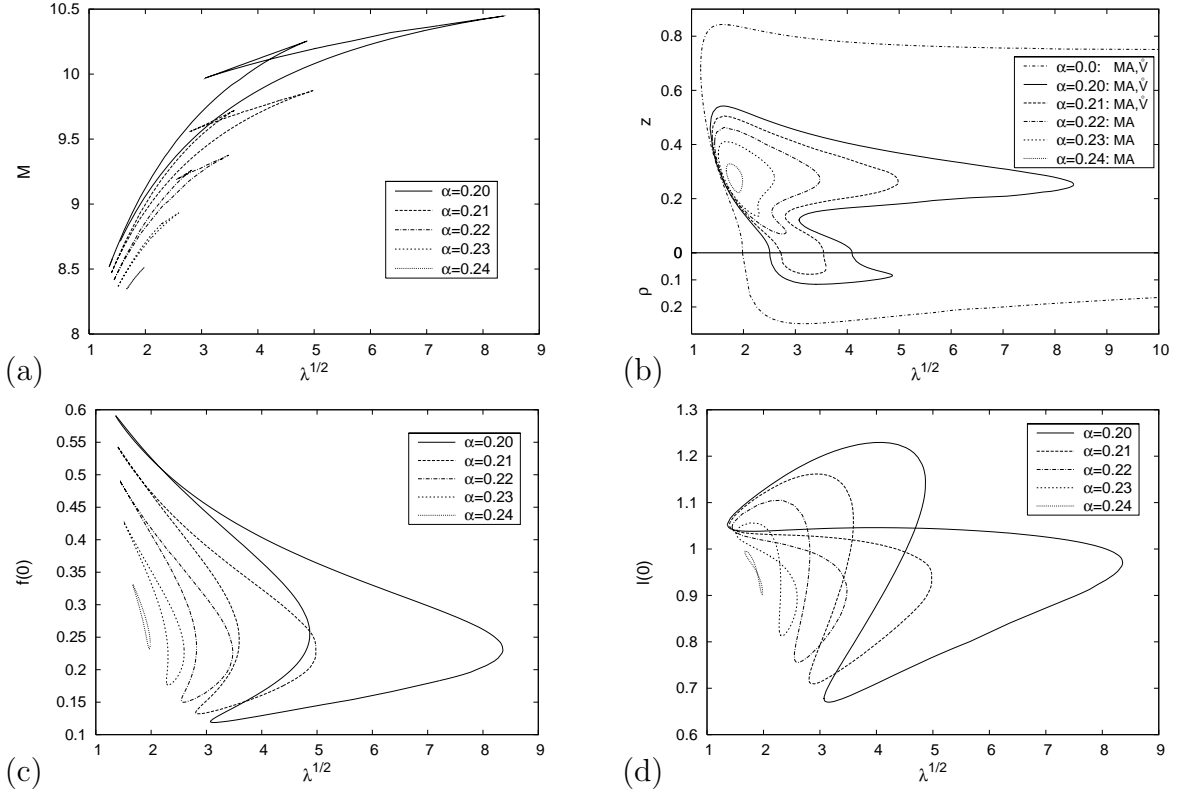 M
10.5
10
9.5
9
8.5
8
1 2 3 4 5 6 7 8 9
λ^{1/2}
α=0.20
α=0.21
α=0.22
α=0.23
α=0.24
(a)
z
ρ
0.8
0.6
0.4
0.2
0
0.1
0.2
1 2 3 4 5 6 7 8 9 10
λ^{1/2}
α=0.0: MA,V̊
α=0.20: MA,V̊
α=0.21: MA,V̊
α=0.22: MA
α=0.23: MA
α=0.24: MA
(b)
f(0)
0.6
0.55
0.5
0.45
0.4
0.35
0.3
0.25
0.2
0.15
0.1
1 2 3 4 5 6 7 8 9
λ^{1/2}
α=0.20
α=0.21
α=0.22
α=0.23
α=0.24
(c)
l(0)
1.3
1.2
1.1
1
0.9
0.8
0.7
0.6
1 2 3 4 5 6 7 8 9
λ^{1/2}
α=0.20
α=0.21
α=0.22
α=0.23
α=0.24
(d)